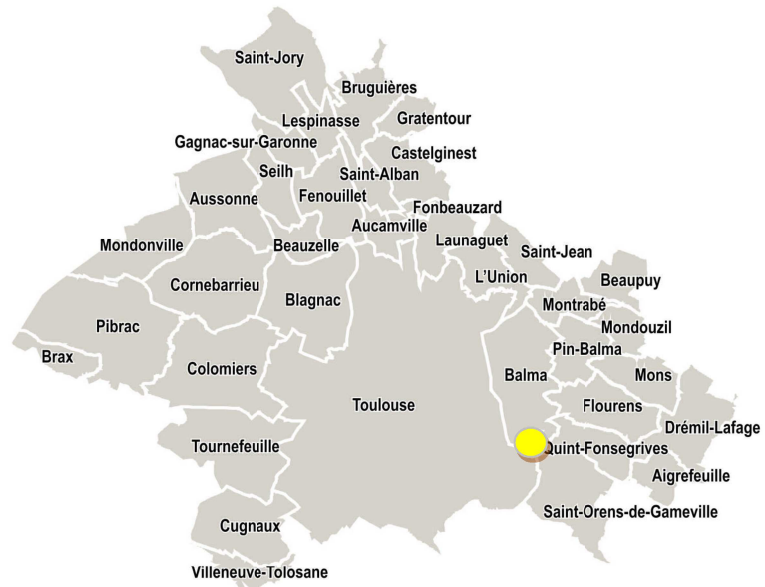 Saint-Jory
Bruguières
Lespinasse
Gratentour
Gagnac-sur-Garonne
Castelginest
Seilh
Saint-Alban
Aussonne
Fenouillet
Fonbeauzard
Aucamville
Mondonville
Beauzelle
Launaguet
Saint-Jean
L'Union
Beaupuy
Cornebarrieu
Blagnac
Montrabé
Pibrac
Mondouzil
Pin-Balma
Brax
Colomiers
Balma
Mons
Toulouse
Flourens
Drémil-Lafage
Tournefeuille
Quint-Fonsegrives
Aigrefeuille
Saint-Orens-de-Gameville
Cugnaux
Villeneuve-Tolosane